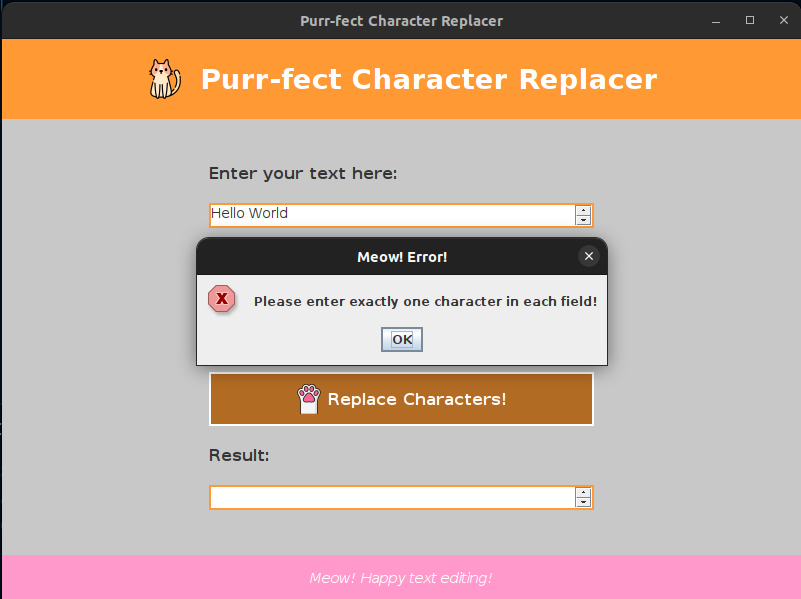 Purr-fect Character Replacer
Purr-fect Character Replacer
Enter your text here:
Hello World
Meow! Error!
X
Please enter exactly one character in each field!
OK
Replace Characters!
Result:
Meow! Happy text editing!